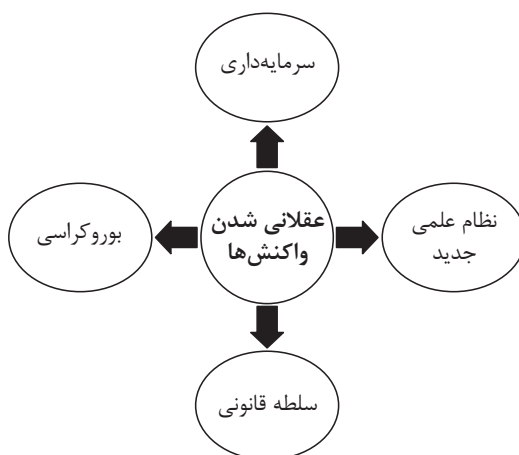 سرمایه‌داری
عقلانی شدن
واکنش‌ها
نظام علمی
جدید
بوروکراسی
سلطه قانونی